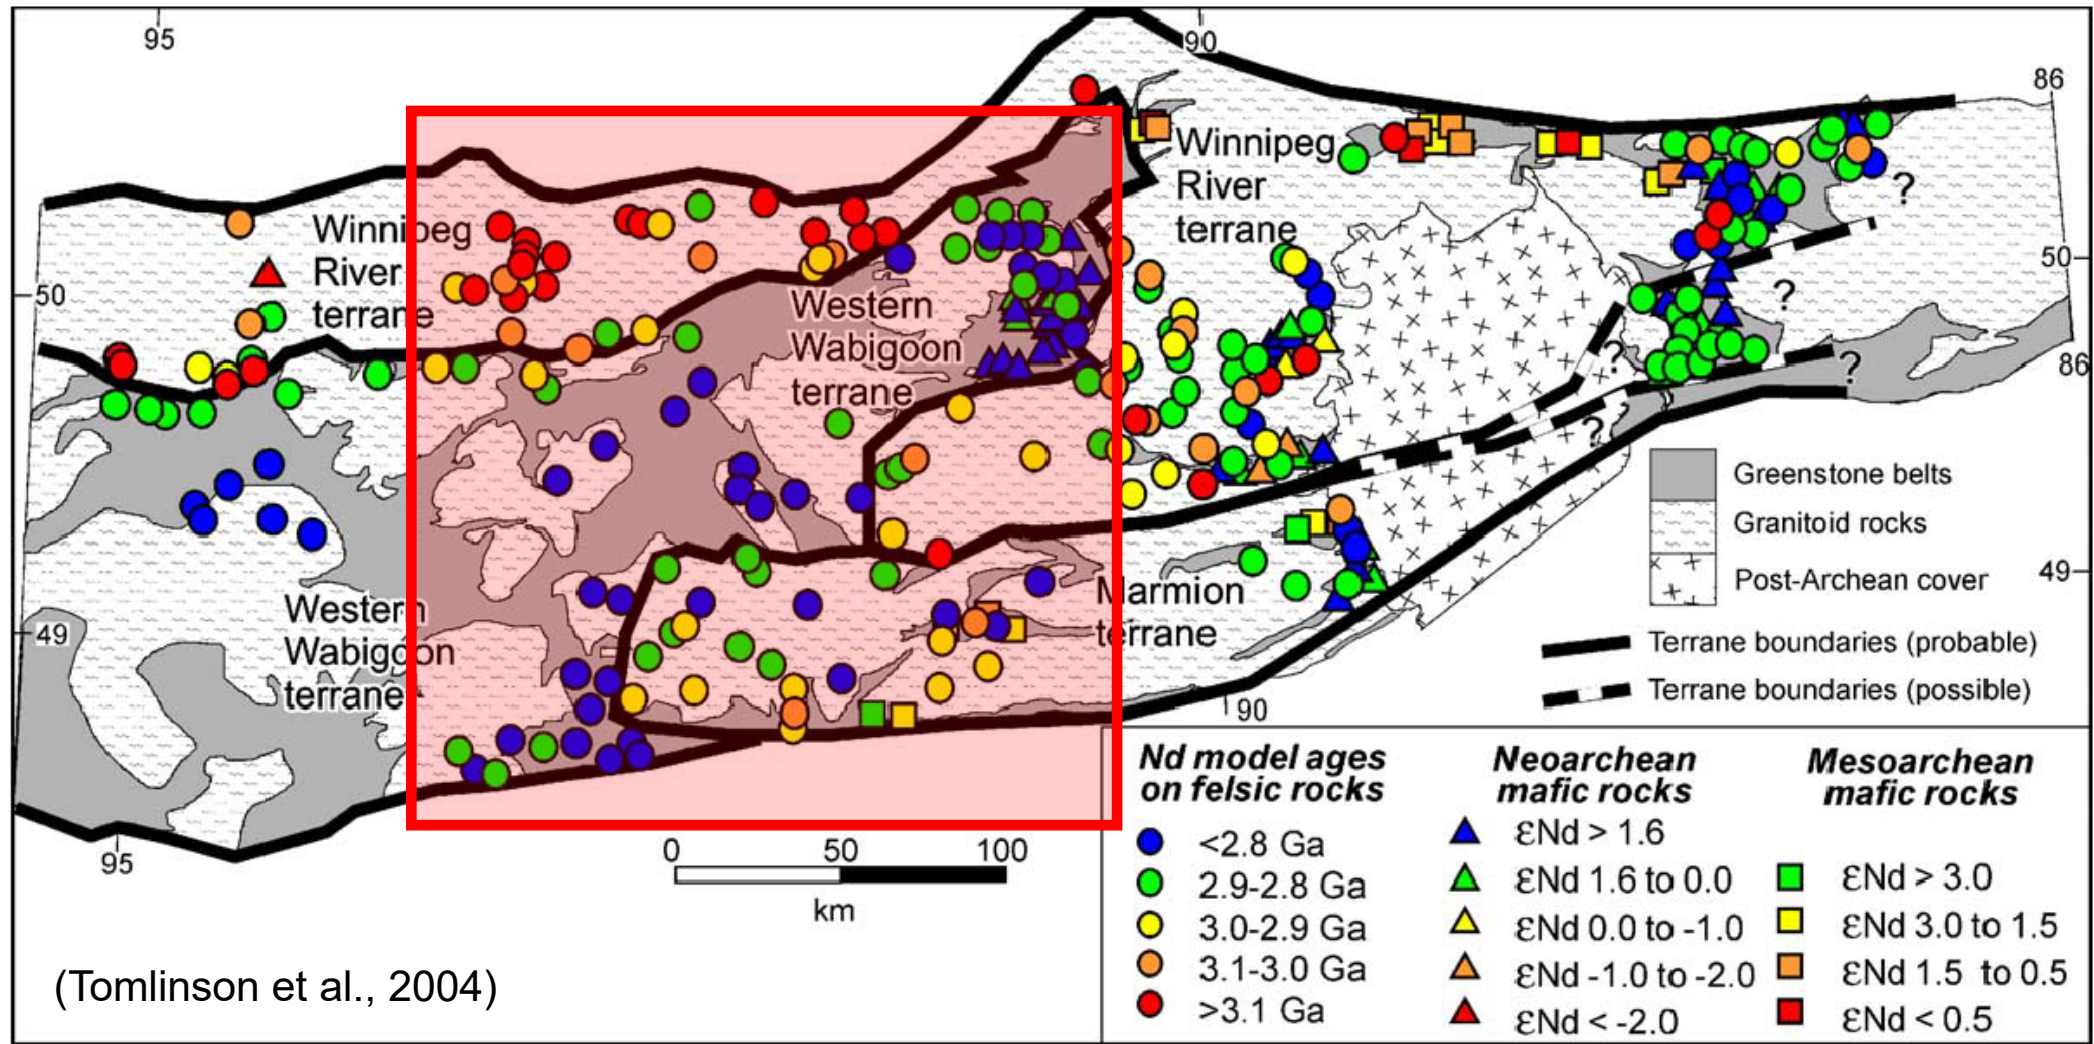 95
90
86
Winnipeg
River
terrane
Winnipeg
River
terrane
?
50
50
?
Western
Wabigoon
terrane
?
86
?
?
Greenstone belts
Granitoid rocks
Post-Archean cover
49
49
Western
Wabigoon
terrane
Marmion
terrane
Terrane boundaries (probable)
Terrane boundaries (possible)
90
95
0 50 100
km
Nd model ages
on felsic rocks
<2.8 Ga
2.9-2.8 Ga
3.0-2.9 Ga
3.1-3.0 Ga
>3.1 Ga
Neoarchean
mafic rocks
εNd > 1.6
εNd 1.6 to 0.0
εNd 0.0 to -1.0
εNd -1.0 to -2.0
εNd < -2.0
Mesoarchean
mafic rocks
εNd > 3.0
εNd 3.0 to 1.5
εNd 1.5 to 0.5
εNd < 0.5
(Tomlinson et al., 2004)